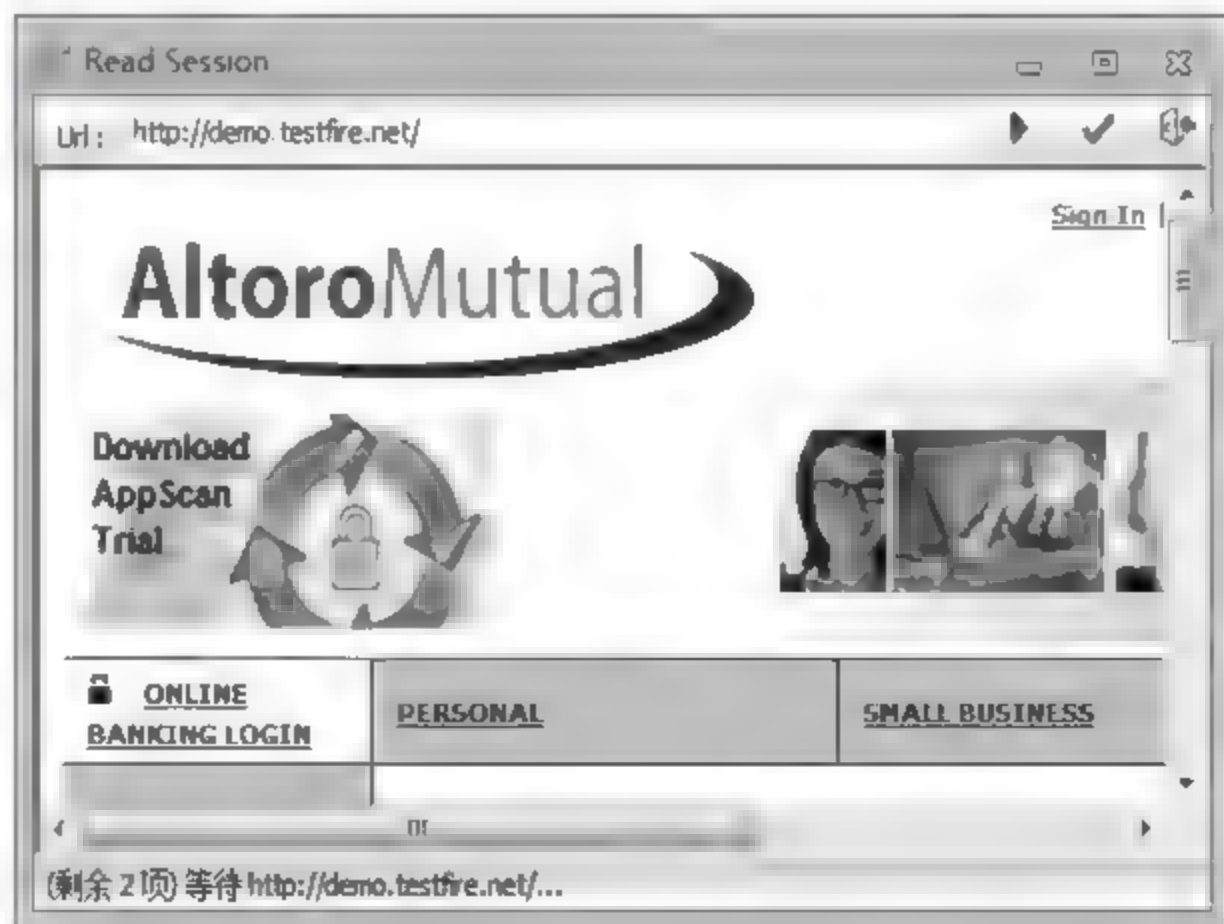 Read Session
Url: http://demo.testfire.net/
Sign In |
AltoroMutual
Download
AppScan
Trial
ONLINE
BANKING LOGIN
PERSONAL
SMALL BUSINESS
(剩余 2 项) 等待 http://demo.testfire.net/...